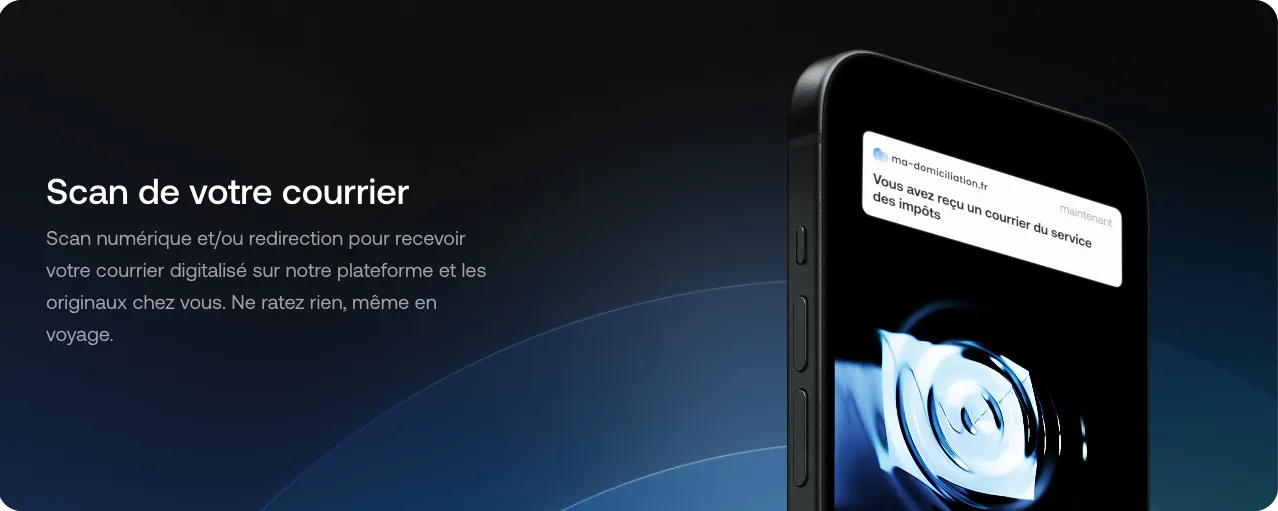 Scan de votre courrier
Scan numérique et/ou redirection pour recevoir
votre courrier digitalisé sur notre plateforme et les
originaux chez vous. Ne ratez rien, même en
voyage.
ma-domiciliation.fr
maintenant
Vous avez reçu un courrier du service
des impôts